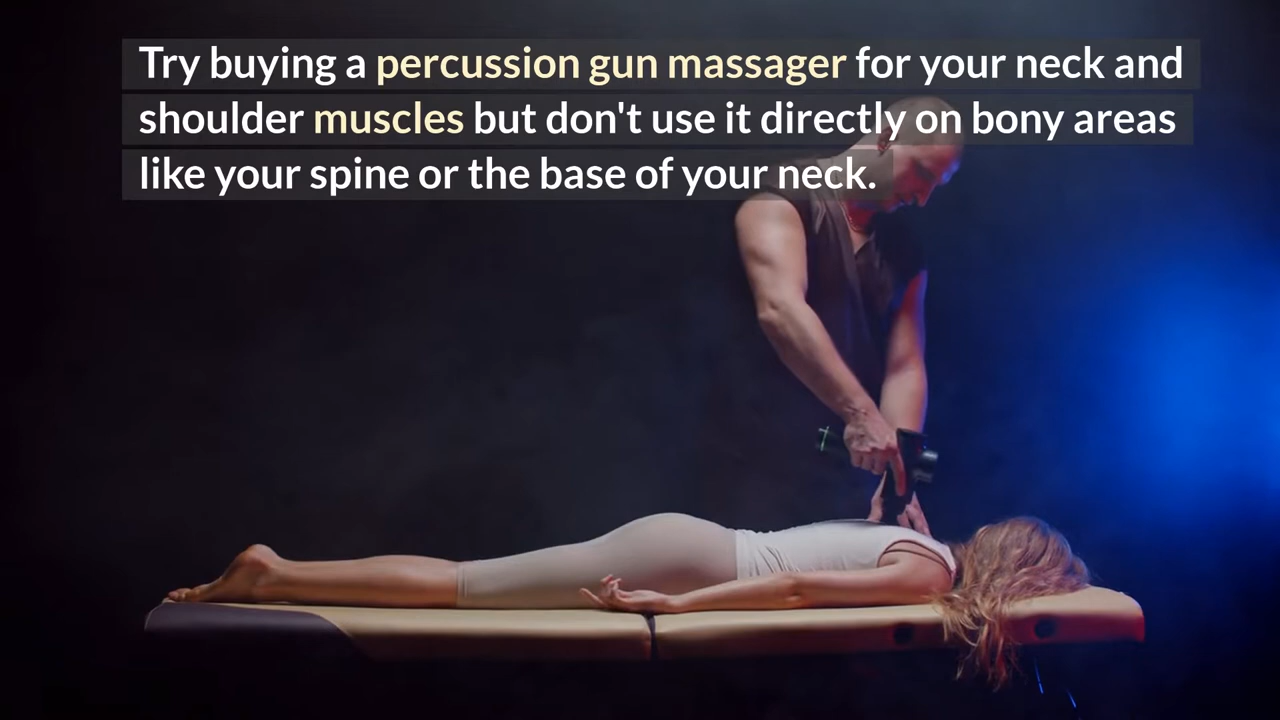 Try buying a percussion gun massager for your neck and
shoulder muscles but don't use it directly on bony areas
like your spine or the base of your neck.